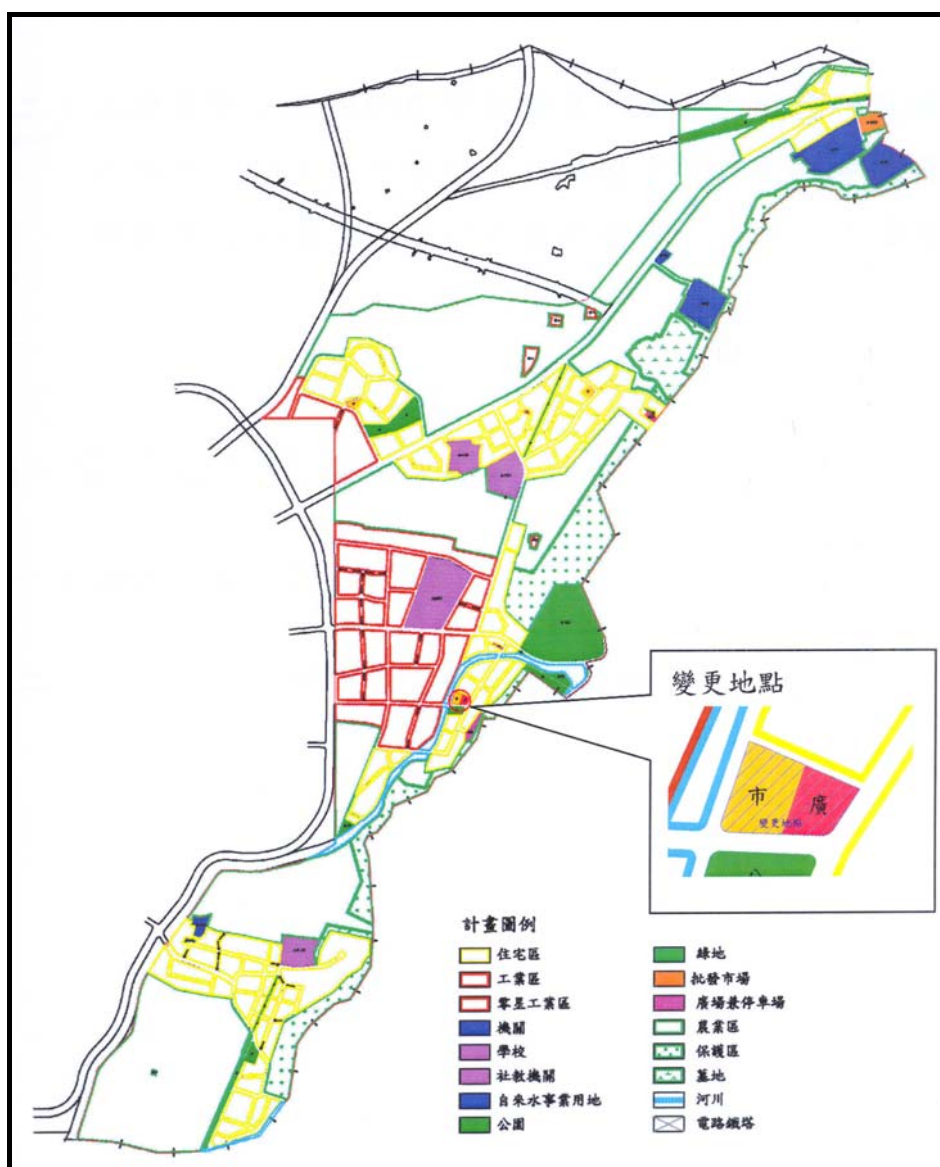 變更地點
市
廣
變更地點
計畫圖例
住宅區
工業區
零星工業區
機關
學校
社教機關
自來水事業用地
公園
綠地
批發市場
廣場兼停車場
農業區
保護區
墓地
河川
電路鐵塔